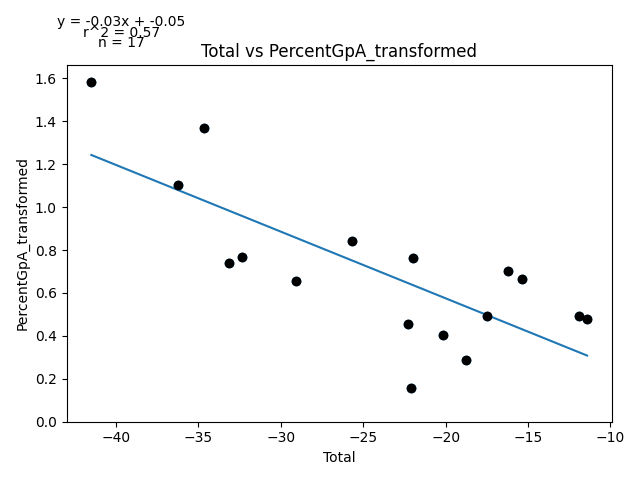 y = -0.03x + -0.05
r^2 = 0.57
n = 17
Total vs PercentGpA_transformed
1.6
1.4
1.2
1.0
0.8
0.6
0.4
0.2
0.0
PercentGpA_transformed
−40
−35
−30
−25
−20
−15
−10
Total